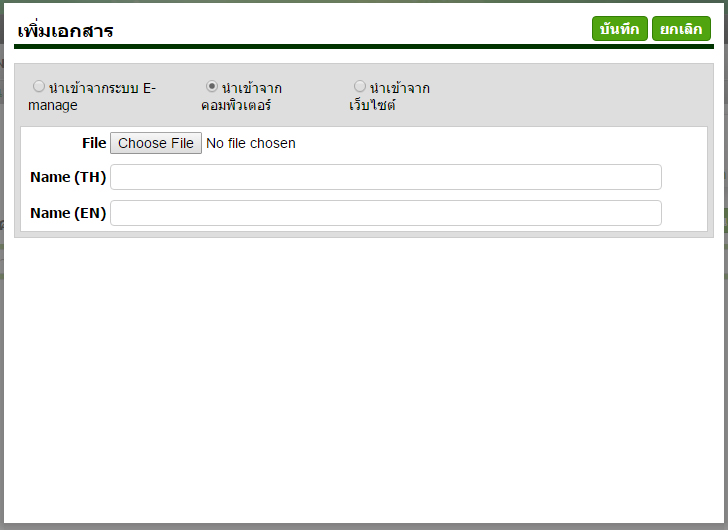 เพิ่มเอกสาร
บันทึก ยกเลิก
นำเข้าจากระบบ E-manage
นำเข้าจากคอมพิวเตอร์
นำเข้าจากเว็บไซต์
File Choose File No file chosen
Name (TH)
Name (EN)